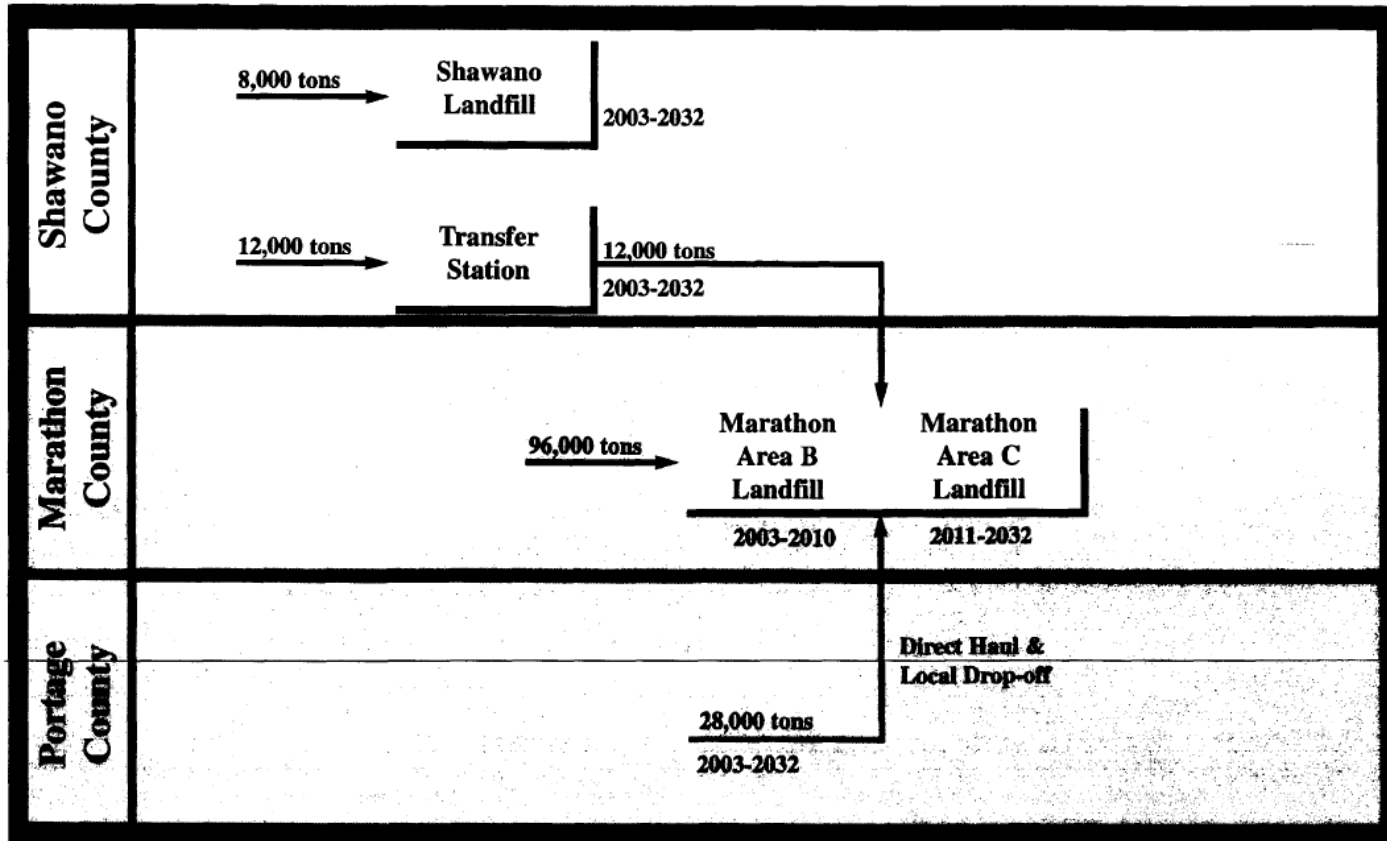 Shawano
County
8,000 tons
Shawano
Landfill
2003-2032
12,000 tons
Transfer
Station
12,000 tons
2003-2032
Marathon
County
96,000 tons
Marathon
Area B
Landfill
2003-2010
Marathon
Area C
Landfill
2011-2032
Portage
County
Direct Haul &
Local Drop-off
28,000 tons
2003-2032